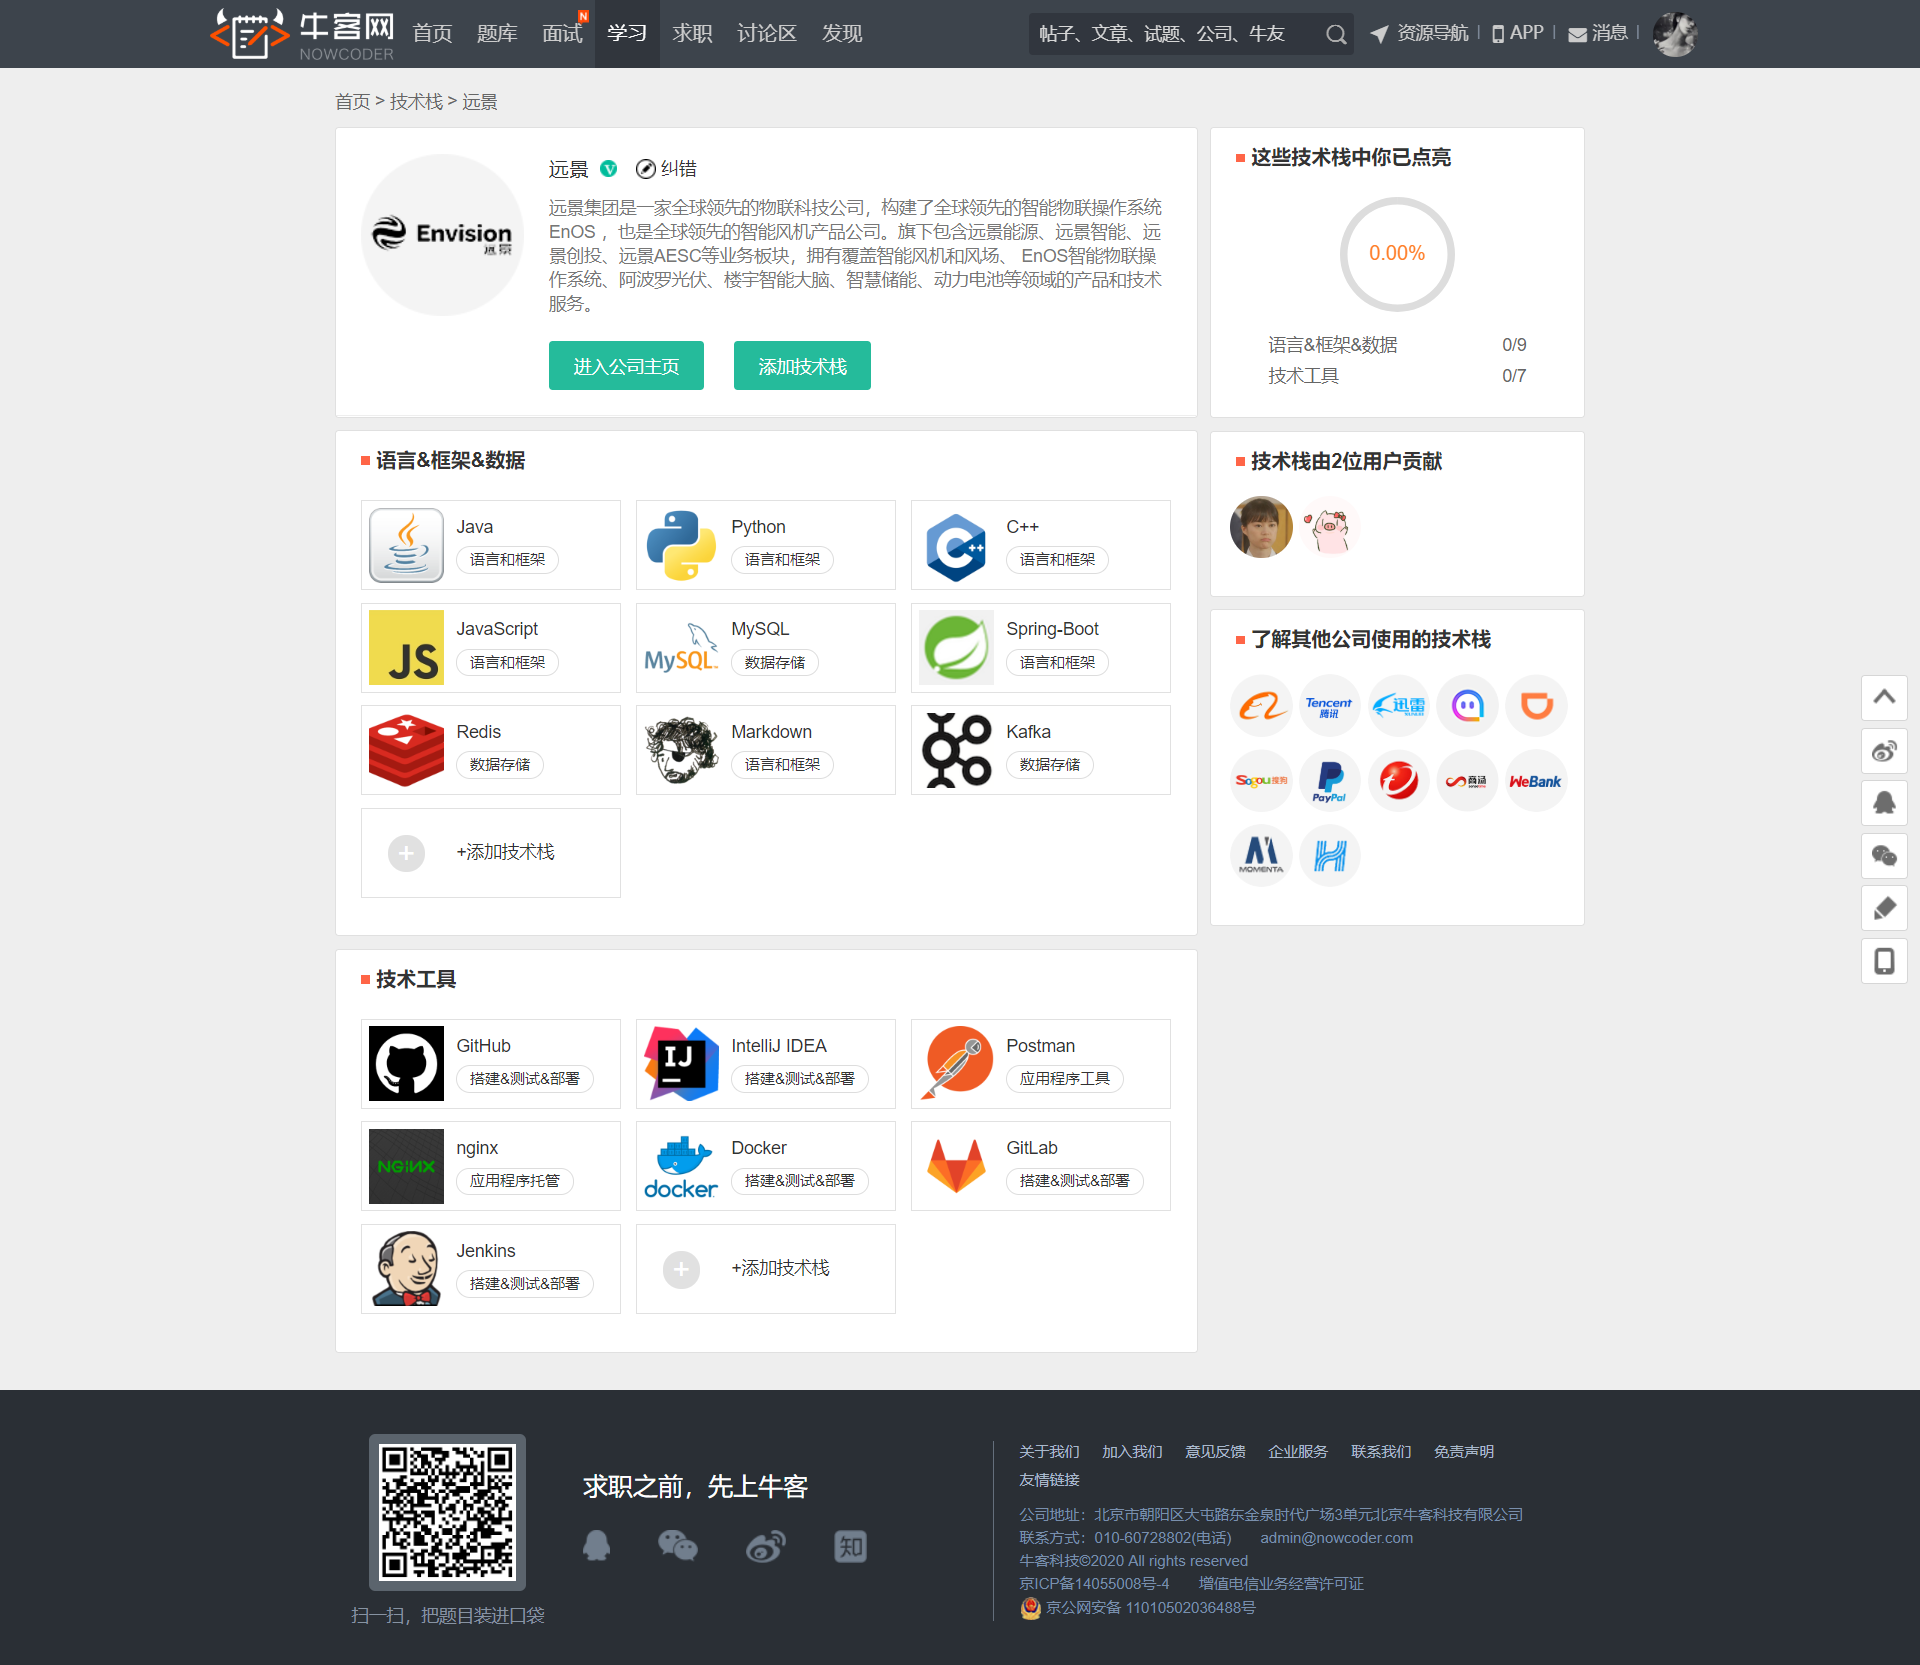 牛客网
NOWCODER
首页 题库 面试 N 学习 求职 讨论区 发现
帖子、文章、试题、公司、牛友
资源导航 APP 消息
首页 > 技术栈 > 远景
Envision
远景
远景 V 纠错
远景集团是一家全球领先的物联科技公司，构建了全球领先的智能物联操作系统
EnOS ，也是全球领先的智能风机产品公司。旗下包含远景能源、远景智能、远
景创投、远景AESC等业务板块，拥有覆盖智能风机和风场、 EnOS智能物联操
作系统、阿波罗光伏、楼宇智能大脑、智慧储能、动力电池等领域的产品和技术
服务。
进入公司主页 添加技术栈
这些技术栈中你已点亮
0.00%
语言&框架&数据 0/9
技术工具 0/7
语言&框架&数据
Java
语言和框架
Python
语言和框架
C++
语言和框架
JS
JavaScript
语言和框架
MySQL
MySQL
数据存储
Spring-Boot
语言和框架
Redis
数据存储
Markdown
语言和框架
Kafka
数据存储
+添加技术栈
技术栈由2位用户贡献
了解其他公司使用的技术栈
Tencent
腾讯
迅雷
Sogou搜狗
PayPal
商汤
WeBank
MOMENTA
技术工具
GitHub
搭建&测试&部署
IJ
IntelliJ IDEA
搭建&测试&部署
Postman
应用程序工具
NGINX
nginx
应用程序托管
docker
Docker
搭建&测试&部署
GitLab
搭建&测试&部署
Jenkins
搭建&测试&部署
+添加技术栈
扫一扫，把题目装进口袋
求职之前，先上牛客
知
关于我们 加入我们 意见反馈 企业服务 联系我们 免责声明
友情链接
公司地址：北京市朝阳区大屯路东金泉时代广场3单元北京牛客科技有限公司
联系方式：010-60728802(电话) admin@nowcoder.com
牛客科技©2020 All rights reserved
京ICP备14055008号-4 增值电信业务经营许可证
京公网安备 11010502036488号